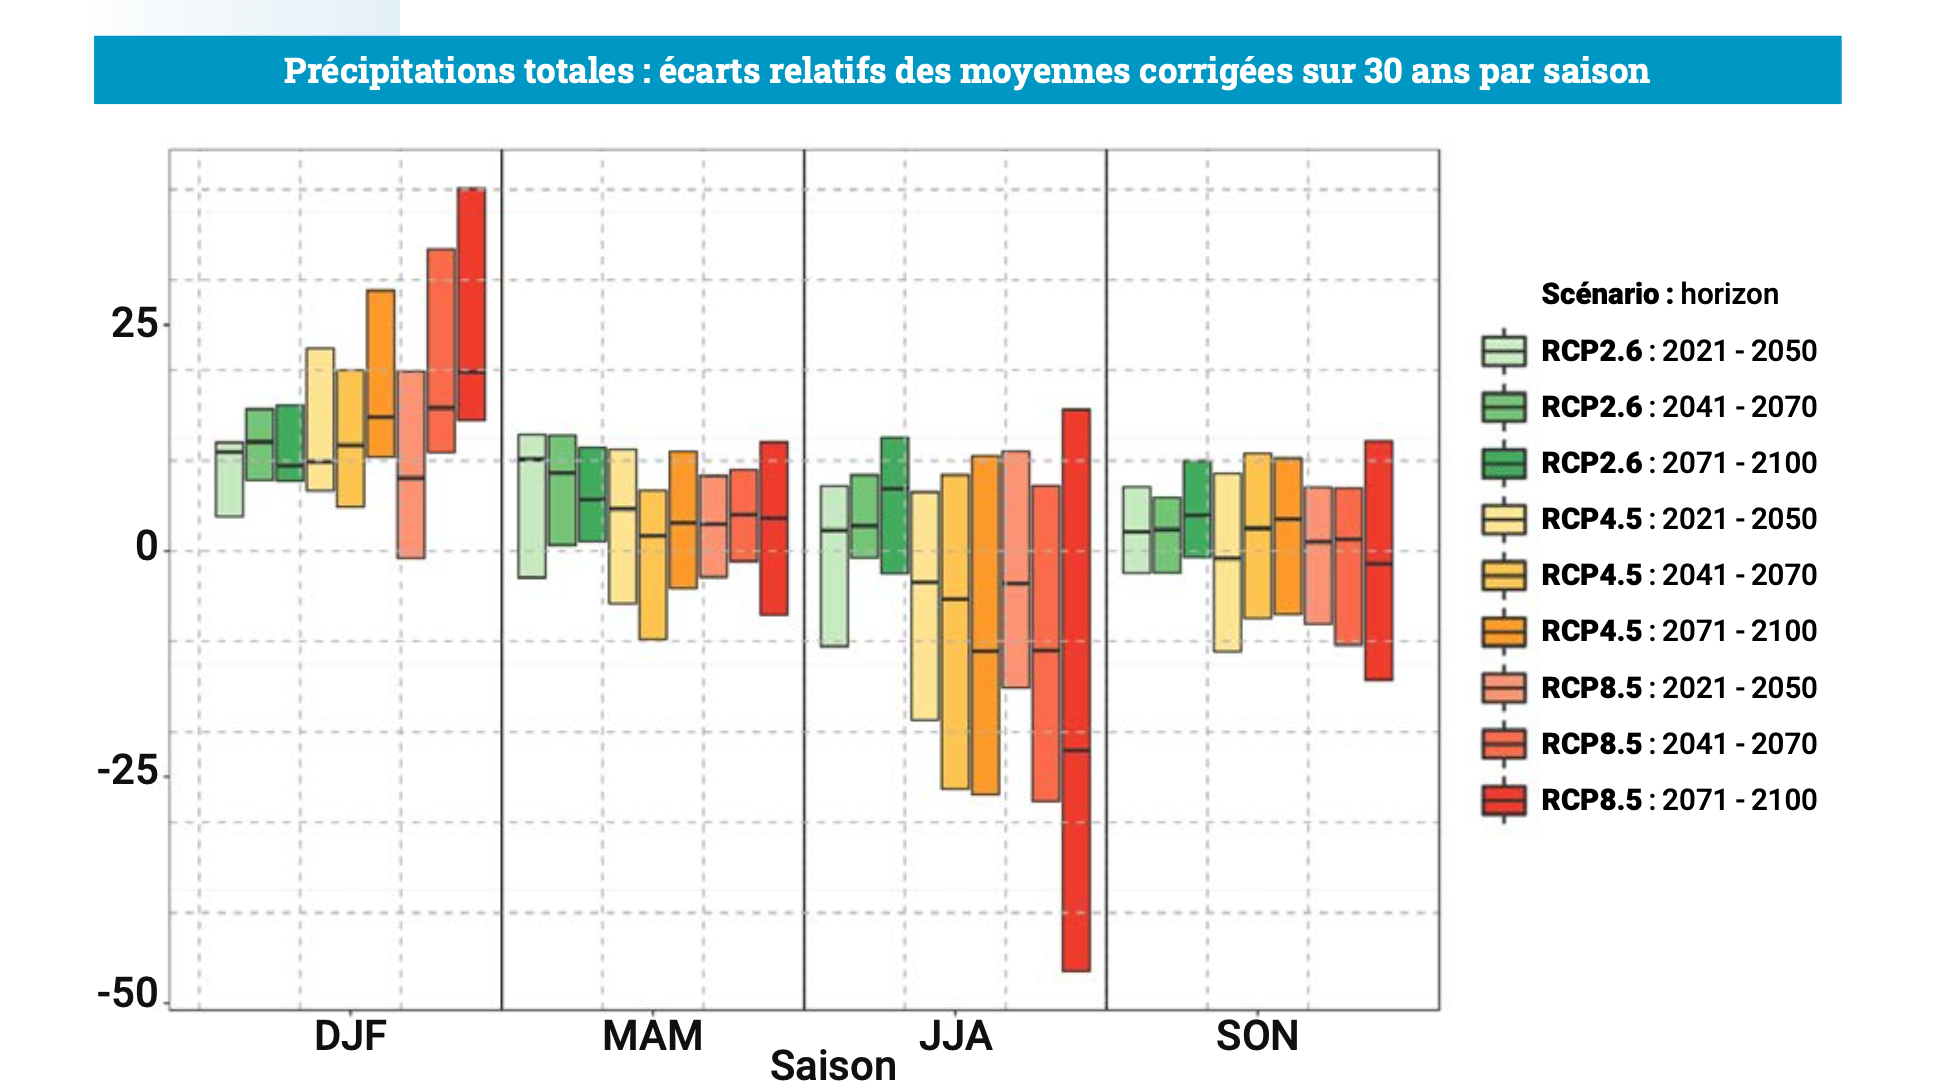 Précipitations totales : écarts relatifs des moyennes corrigées sur 30 ans par saison
25
0
-25
-50
DJF
MAM
JJA
SON
Saison
Scénario : horizon
RCP2.6 : 2021 - 2050
RCP2.6 : 2041 - 2070
RCP2.6 : 2071 - 2100
RCP4.5 : 2021 - 2050
RCP4.5 : 2041 - 2070
RCP4.5 : 2071 - 2100
RCP8.5 : 2021 - 2050
RCP8.5 : 2041 - 2070
RCP8.5 : 2071 - 2100